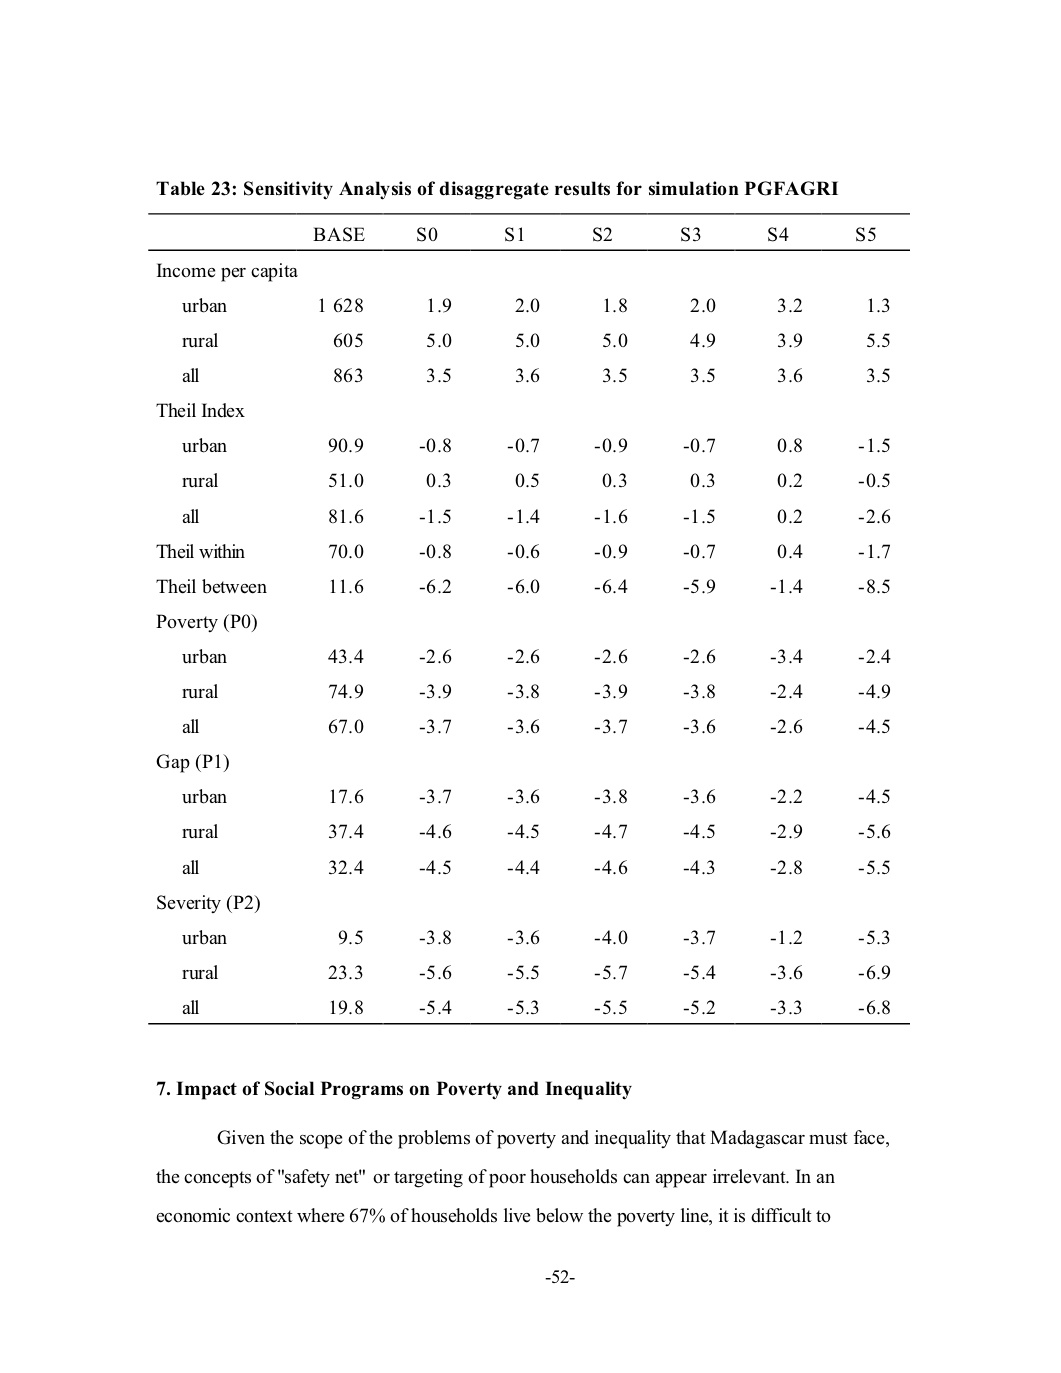 Table 23: Sensitivity Analysis of disaggregate results for simulation PGFAGRI
BASE S0 S1 S2 S3 S4 S5
Income per capita
urban 1 628 1.9 2.0 1.8 2.0 3.2 1.3
rural 605 5.0 5.0 5.0 4.9 3.9 5.5
all 863 3.5 3.6 3.5 3.5 3.6 3.5
Theil Index
urban 90.9 -0.8 -0.7 -0.9 -0.7 0.8 -1.5
rural 51.0 0.3 0.5 0.3 0.3 0.2 -0.5
all 81.6 -1.5 -1.4 -1.6 -1.5 0.2 -2.6
Theil within 70.0 -0.8 -0.6 -0.9 -0.7 0.4 -1.7
Theil between 11.6 -6.2 -6.0 -6.4 -5.9 -1.4 -8.5
Poverty (P0)
urban 43.4 -2.6 -2.6 -2.6 -2.6 -3.4 -2.4
rural 74.9 -3.9 -3.8 -3.9 -3.8 -2.4 -4.9
all 67.0 -3.7 -3.6 -3.7 -3.6 -2.6 -4.5
Gap (P1)
urban 17.6 -3.7 -3.6 -3.8 -3.6 -2.2 -4.5
rural 37.4 -4.6 -4.5 -4.7 -4.5 -2.9 -5.6
all 32.4 -4.5 -4.4 -4.6 -4.3 -2.8 -5.5
Severity (P2)
urban 9.5 -3.8 -3.6 -4.0 -3.7 -1.2 -5.3
rural 23.3 -5.6 -5.5 -5.7 -5.4 -3.6 -6.9
all 19.8 -5.4 -5.3 -5.5 -5.2 -3.3 -6.8
7. Impact of Social Programs on Poverty and Inequality
Given the scope of the problems of poverty and inequality that Madagascar must face,
the concepts of "safety net" or targeting of poor households can appear irrelevant. In an
economic context where 67% of households live below the poverty line, it is difficult to
-52-